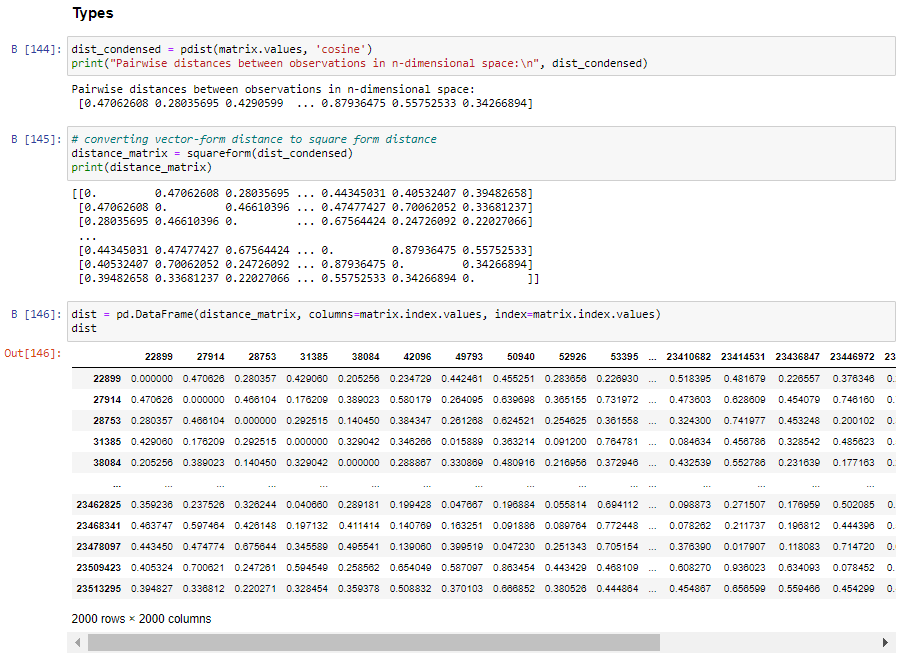 Types
B [144]: dist_condensed = pdist(matrix.values, 'cosine')
print("Pairwise distances between observations in n-dimensional space:\n", dist_condensed)
Pairwise distances between observations in n-dimensional space:
[0.47062608 0.28035695 0.4290599 ... 0.87936475 0.55752533 0.34266894]
B [145]: # converting vector-form distance to square form distance
distance_matrix = squareform(dist_condensed)
print(distance_matrix)
[[0. 0.47062608 0.28035695 ... 0.44345031 0.40532407 0.39482658]
[0.47062608 0. 0.46610396 ... 0.47477427 0.70062052 0.33681237]
[0.28035695 0.46610396 0. ... 0.67564424 0.24726092 0.22027066]
...
[0.44345031 0.47477427 0.67564424 ... 0. 0.87936475 0.55752533]
[0.40532407 0.70062052 0.24726092 ... 0.87936475 0. 0.34266894]
[0.39482658 0.33681237 0.22027066 ... 0.55752533 0.34266894 0. ]]
B [146]: dist = pd.DataFrame(distance_matrix, columns=matrix.index.values, index=matrix.index.values)
dist
Out[146]:
22899 27914 28753 31385 38084 42096 49793 50940 52926 53395 ... 23410682 23414531 23436847 23446972 23
22899 0.000000 0.470626 0.280357 0.429060 0.205256 0.234729 0.442461 0.455251 0.283656 0.226930 ... 0.518395 0.481679 0.226557 0.376346 0.
27914 0.470626 0.000000 0.466104 0.176209 0.389023 0.580179 0.264095 0.639698 0.365155 0.731972 ... 0.473603 0.628609 0.454079 0.746160 0.
28753 0.280357 0.466104 0.000000 0.292515 0.140450 0.384347 0.261268 0.624521 0.254625 0.361558 ... 0.324300 0.741977 0.453248 0.200102 0.
31385 0.429060 0.176209 0.292515 0.000000 0.329042 0.346266 0.015889 0.363214 0.091200 0.764781 ... 0.084634 0.456786 0.328542 0.485623 0.
38084 0.205256 0.389023 0.140450 0.329042 0.000000 0.288867 0.330869 0.480916 0.216956 0.372946 ... 0.432539 0.552786 0.231639 0.177163 0.
... ... ... ... ... ... ... ... ... ... ... ... ... ... ... ...
23462825 0.359236 0.237526 0.326244 0.040660 0.289181 0.199428 0.047667 0.196884 0.055814 0.694112 ... 0.098873 0.271507 0.176959 0.502085 0.
23468341 0.463747 0.597464 0.426148 0.197132 0.411414 0.140769 0.163251 0.091886 0.089764 0.772448 ... 0.078262 0.211737 0.196812 0.444396 0.
23478097 0.443450 0.474774 0.675644 0.345589 0.495541 0.139060 0.399519 0.047230 0.251343 0.705154 ... 0.376390 0.017907 0.118083 0.714720 0.
23509423 0.405324 0.700621 0.247261 0.594549 0.258562 0.654049 0.587097 0.863454 0.443429 0.468109 ... 0.608270 0.936023 0.634093 0.078452 0.
23513295 0.394827 0.336812 0.220271 0.328454 0.359378 0.508832 0.370103 0.666852 0.380526 0.444864 ... 0.454867 0.656599 0.559466 0.454299 0.
2000 rows × 2000 columns